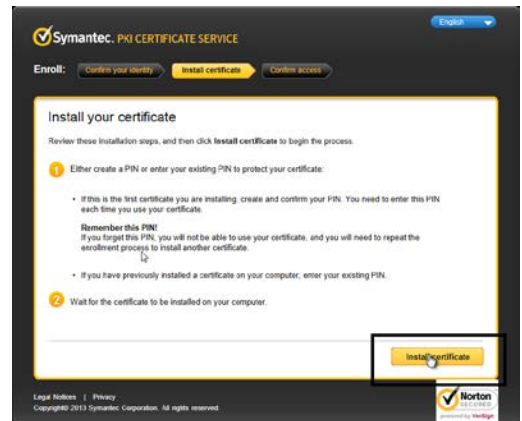 English
Symantec. PKI CERTIFICATE SERVICE
Enroll: Confirm your identity Install certificate Confirm access
Install your certificate
Review these installation steps, and then click Install certificate to begin the process.
1 Either create a PIN or enter your existing PIN to protect your certificate:
• If this is the first certificate you are installing, create and confirm your PIN. You need to enter this PIN
each time you use your certificate.
Remember this PIN!
If you forget this PIN, you will not be able to use your certificate, and you will need to repeat the
enrollment process to install another certificate.
• If you have previously installed a certificate on your computer, enter your existing PIN.
2 Wait for the certificate to be installed on your computer.
Install certificate
Legal Notices | Privacy
Copyright© 2013 Symantec Corporation. All rights reserved
Norton
SECURED
powered by VeriSign